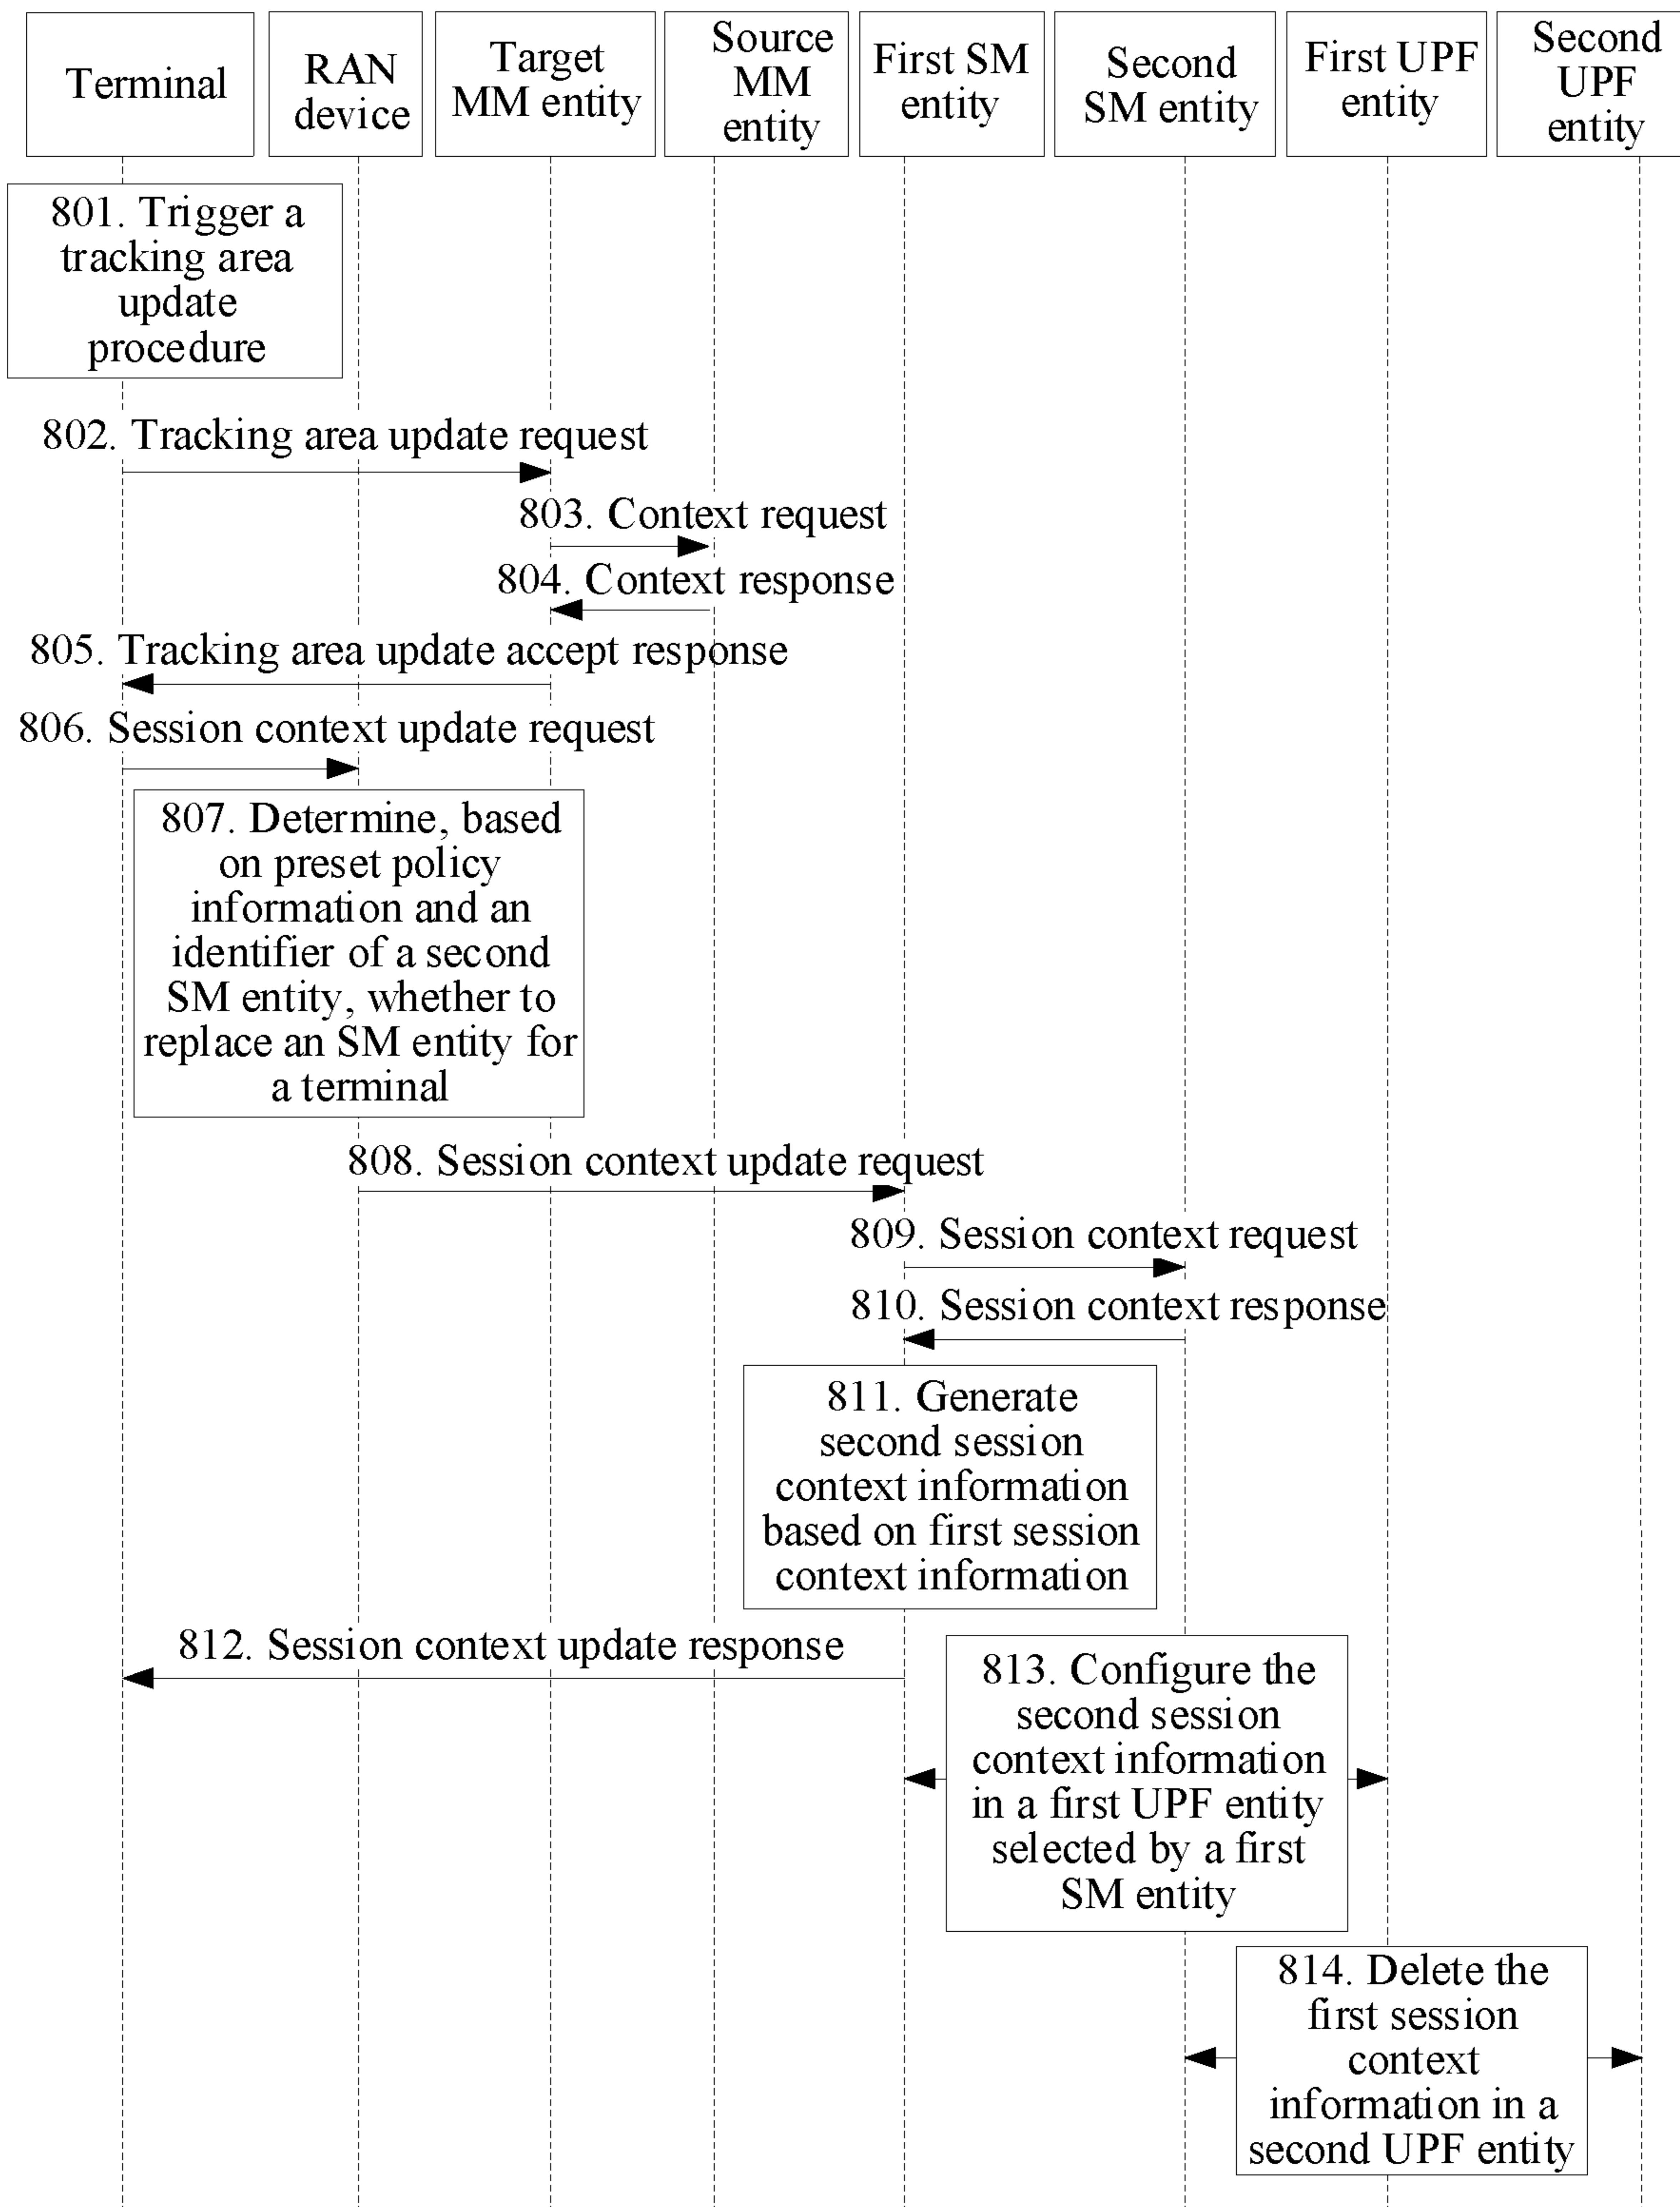 Terminal
RAN
device
Target
MM entity
Source
MM
entity
First SM
entity
Second
SM entity
First UPF
entity
Second
UPF
entity
801. Trigger a
tracking area
update
procedure
802. Tracking area update request
803. Context request
804. Context response
805. Tracking area update accept response
806. Session context update request
807. Determine, based
on preset policy
information and an
identifier of a second
SM entity, whether to
replace an SM entity for
a terminal
808. Session context update request
809. Session context request
810. Session context response
811. Generate
second session
context information
based on first session
context information
812. Session context update response
813. Configure the
second session
context information
in a first UPF entity
selected by a first
SM entity
814. Delete the
first session
context
information in a
second UPF entity